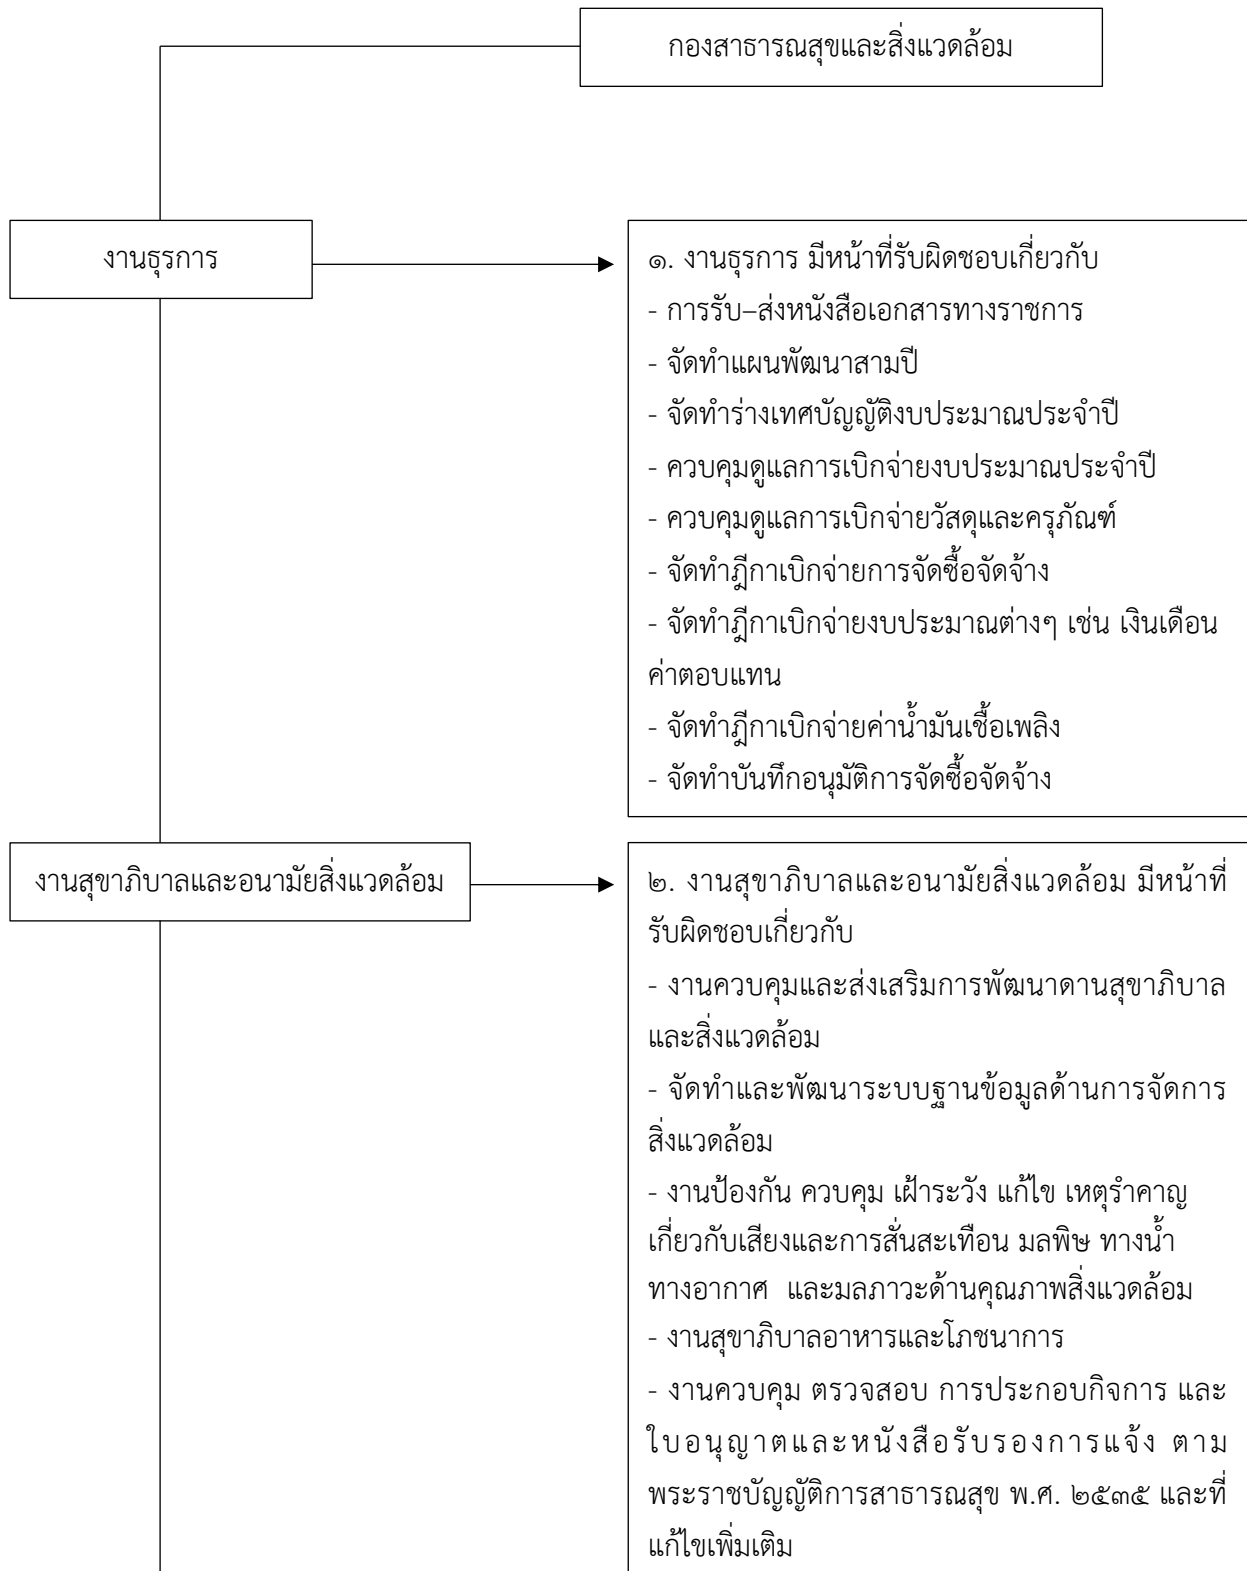 กองสาธารณสุขและสิ่งแวดล้อม
งานธุรการ
๑. งานธุรการ มีหน้าที่รับผิดชอบเกี่ยวกับ
- การรับ–ส่งหนังสือเอกสารทางราชการ
- จัดทำแผนพัฒนาสามปี
- จัดทำร่างเทศบัญญัติงบประมาณประจำปี
- ควบคุมดูแลการเบิกจ่ายงบประมาณประจำปี
- ควบคุมดูแลการเบิกจ่ายวัสดุและครุภัณฑ์
- จัดทำฎีกาเบิกจ่ายการจัดซื้อจัดจ้าง
- จัดทำฎีกาเบิกจ่ายงบประมาณต่างๆ เช่น เงินเดือน
ค่าตอบแทน
- จัดทำฎีกาเบิกจ่ายค่าน้ำมันเชื้อเพลิง
- จัดทำบันทึกอนุมัติการจัดซื้อจัดจ้าง
งานสุขาภิบาลและอนามัยสิ่งแวดล้อม
๒. งานสุขาภิบาลและอนามัยสิ่งแวดล้อม มีหน้าที่
รับผิดชอบเกี่ยวกับ
- งานควบคุมและส่งเสริมการพัฒนาดานสุขาภิบาล
และสิ่งแวดล้อม
- จัดทำและพัฒนาระบบฐานข้อมูลด้านการจัดการ
สิ่งแวดล้อม
- งานป้องกัน ควบคุม เฝ้าระวัง แก้ไข เหตุรำคาญ
เกี่ยวกับเสียงและการสั่นสะเทือน มลพิษ ทางน้ำ
ทางอากาศ และมลภาวะด้านคุณภาพสิ่งแวดล้อม
- งานสุขาภิบาลอาหารและโภชนาการ
- งานควบคุม ตรวจสอบ การประกอบกิจการ และ
ใบอนุญาตและหนังสือรับรองการแจ้ง ตาม
พระราชบัญญัติการสาธารณสุข พ.ศ. ๒๕๓๕ และที่
แก้ไขเพิ่มเติม